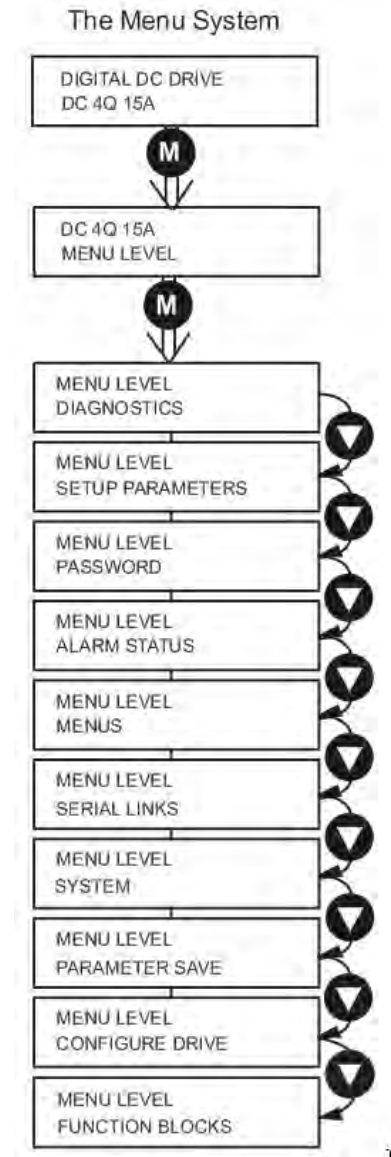 The Menu System
DIGITAL DC DRIVE
DC 4Q 15A
M
DC 4Q 15A
MENU LEVEL
M
MENU LEVEL
DIAGNOSTICS
MENU LEVEL
SETUP PARAMETERS
MENU LEVEL
PASSWORD
MENU LEVEL
ALARM STATUS
MENU LEVEL
MENUS
MENU LEVEL
SERIAL LINKS
MENU LEVEL
SYSTEM
MENU LEVEL
PARAMETER SAVE
MENU LEVEL
CONFIGURE DRIVE
MENU LEVEL
FUNCTION BLOCKS